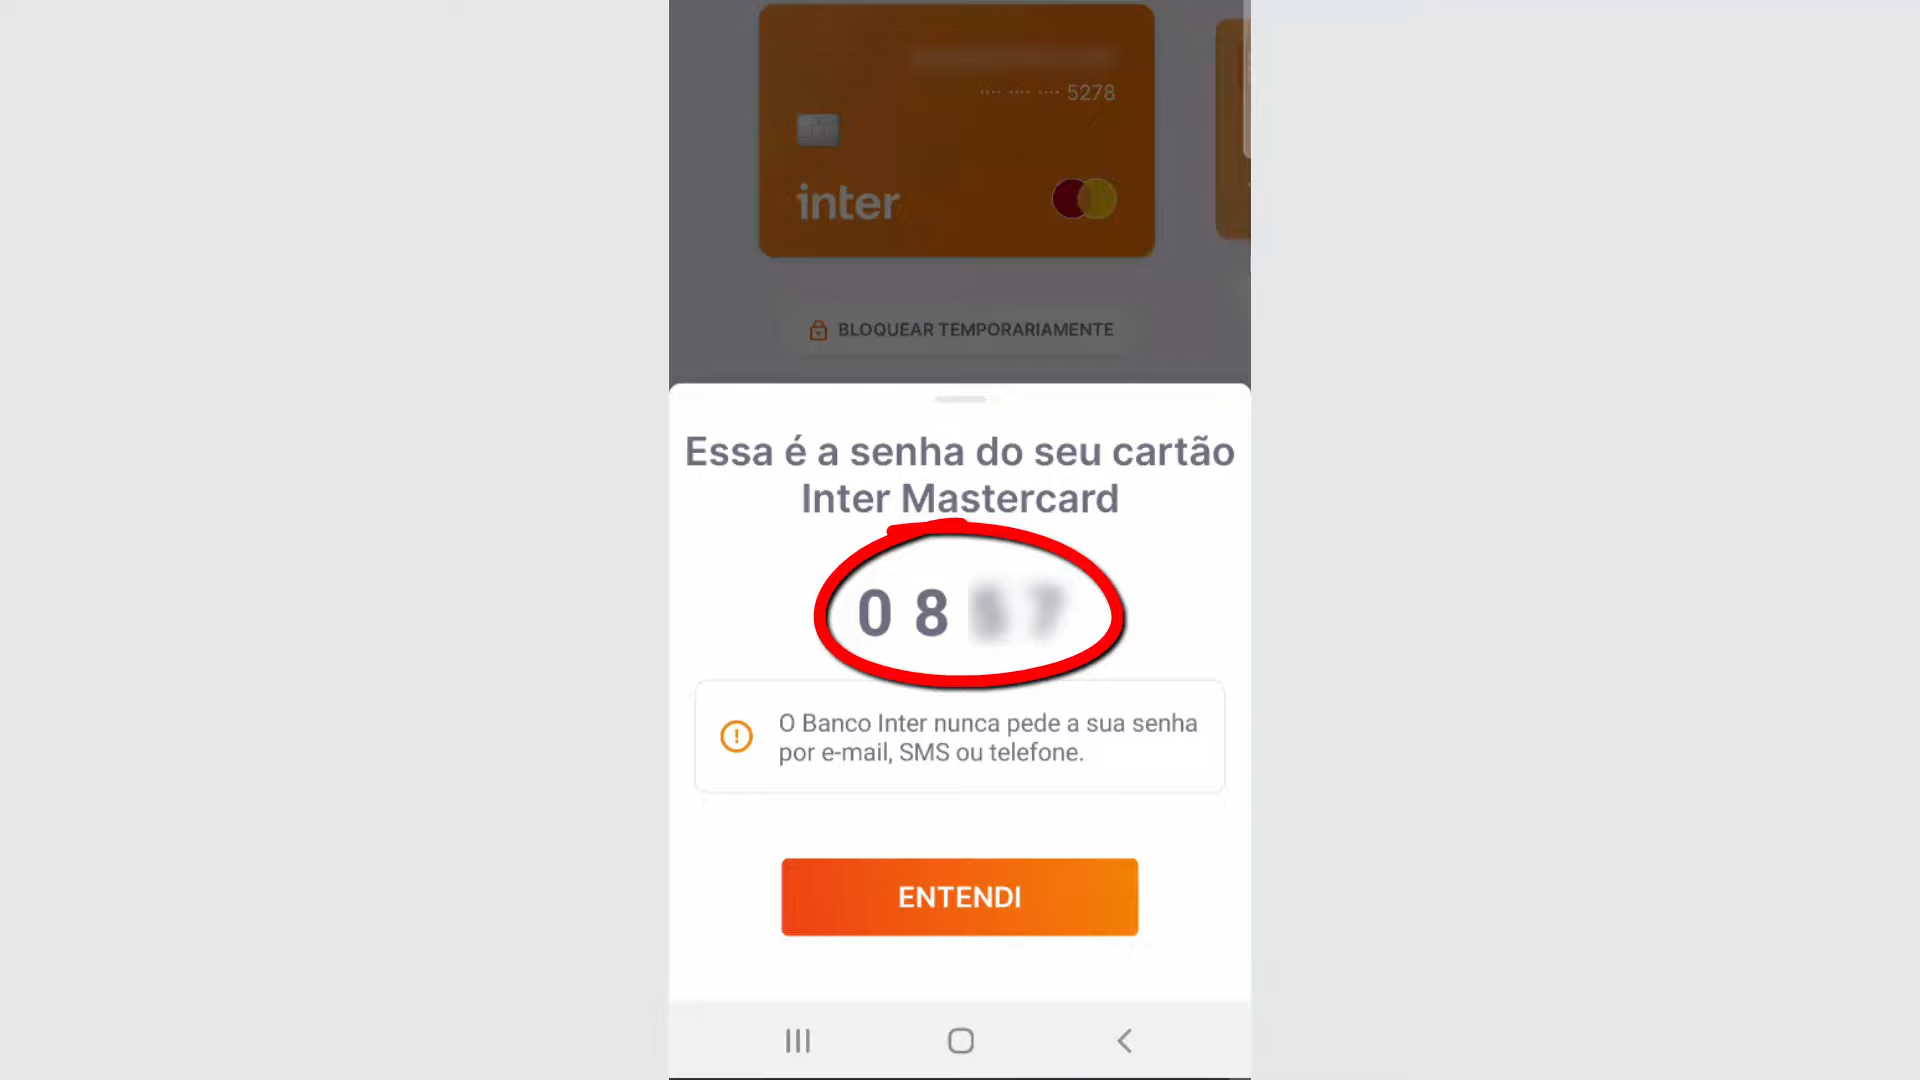 5278
inter
BLOQUEAR TEMPORARIAMENTE
Essa é a senha do seu cartão
Inter Mastercard
0 8
O Banco Inter nunca pede a sua senha
por e-mail, SMS ou telefone.
ENTENDI